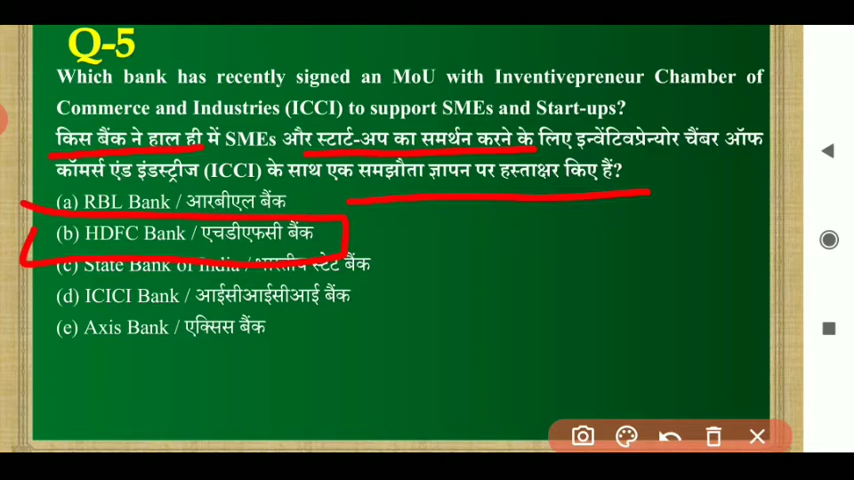 Q-5
Which bank has recently signed an MoU with Inventivepreneur Chamber of
Commerce and Industries (ICCI) to support SMEs and Start-ups?
किस बैंक ने हाल ही में SMEs और स्टार्ट-अप का समर्थन करने के लिए इन्वेंटिवप्रेन्योर चैंबर ऑफ
कॉमर्स एंड इंडस्ट्रीज (ICCI) के साथ एक समझौता ज्ञापन पर हस्ताक्षर किए हैं?
(a) RBL Bank / आरबीएल बैंक
(b) HDFC Bank / एचडीएफसी बैंक
(c) State Bank of India / भारतीय स्टेट बैंक
(d) ICICI Bank / आईसीआईसीआई बैंक
(e) Axis Bank / एक्सिस बैंक